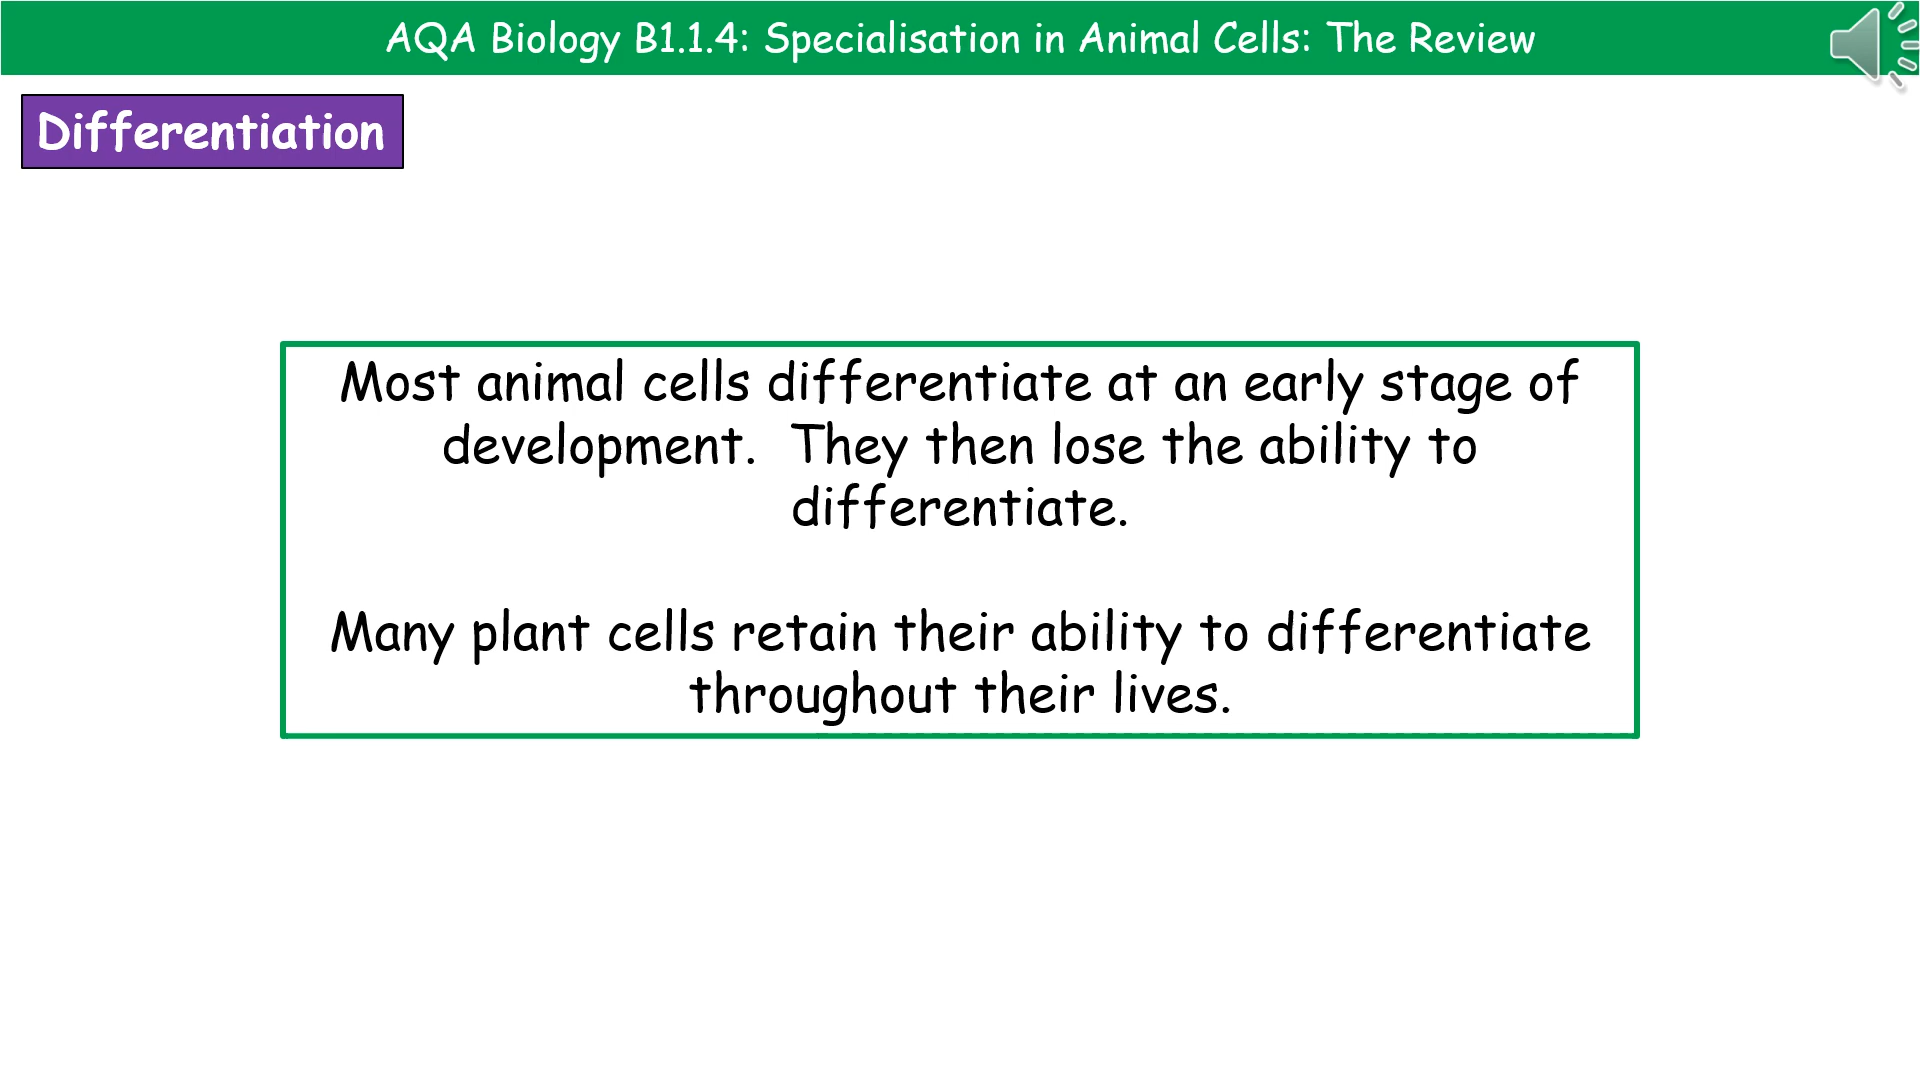 AQA Biology B1.1.4: Specialisation in Animal Cells: The Review
Differentiation
Most animal cells differentiate at an early stage of
development.  They then lose the ability to
differentiate.
Many plant cells retain their ability to differentiate
throughout their lives.